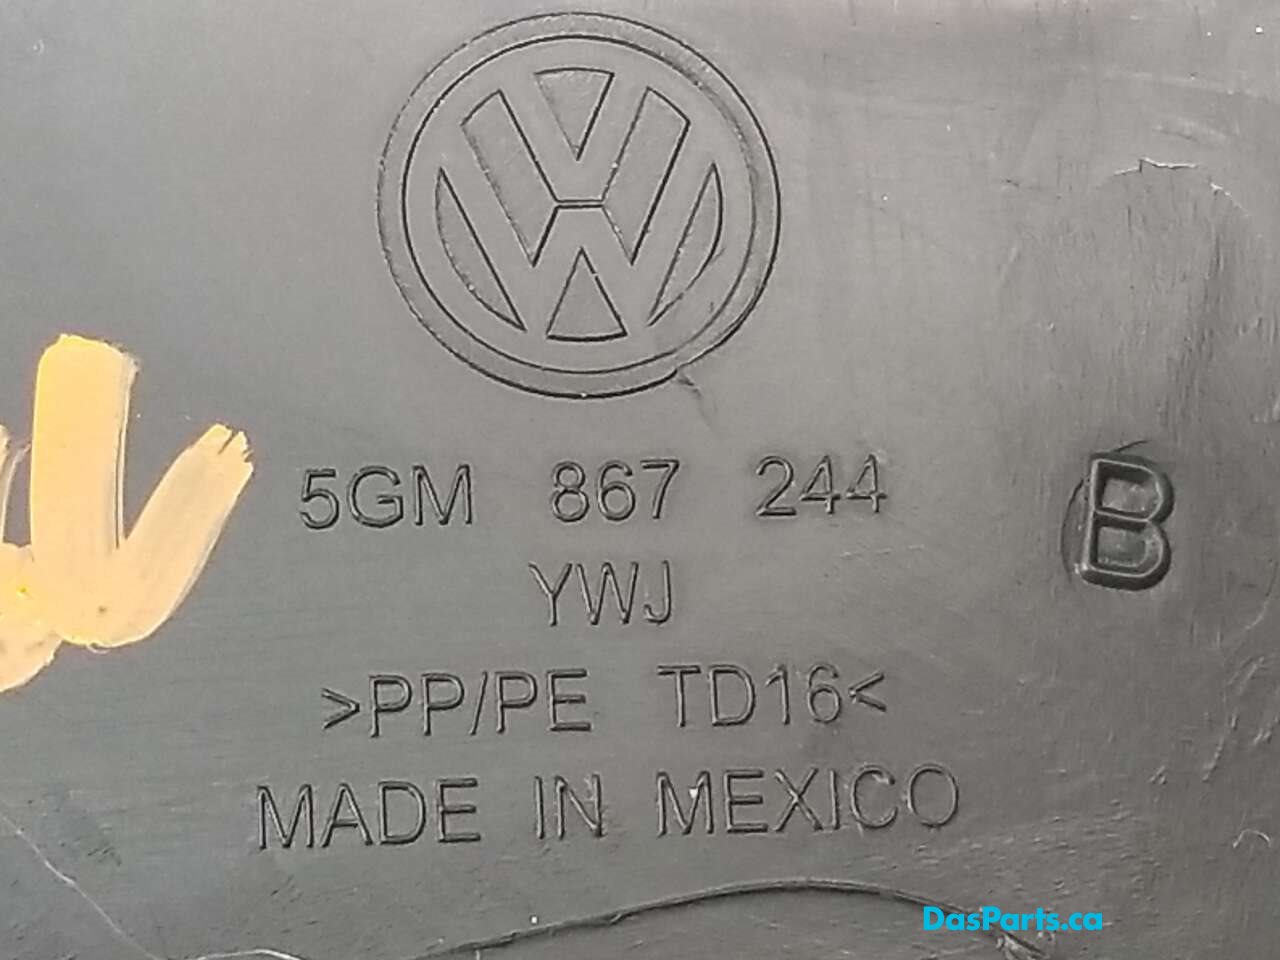 5GM 867 244 B
YWJ
>PP/PE TD16<
MADE IN MEXICO
DasParts.ca